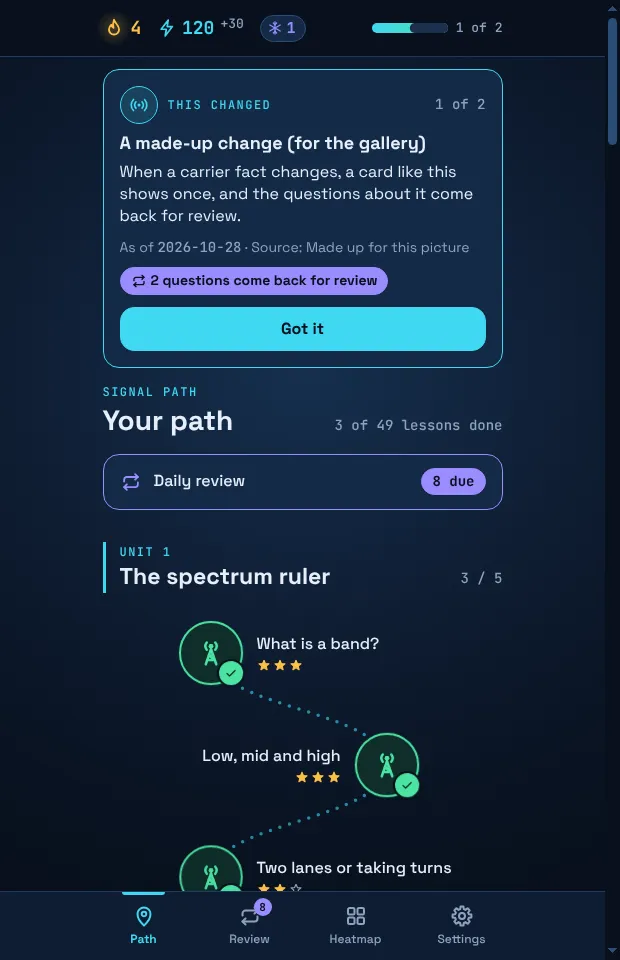 4 120 +30 1 1 of 2
THIS CHANGED 1 of 2
A made-up change (for the gallery)
When a carrier fact changes, a card like this
shows once, and the questions about it come
back for review.
As of 2026-10-28 · Source: Made up for this picture
2 questions come back for review
Got it
SIGNAL PATH
Your path 3 of 49 lessons done
Daily review 8 due
UNIT 1
The spectrum ruler 3 / 5
What is a band?
Low, mid and high
Two lanes or taking turns
8
Path Review Heatmap Settings